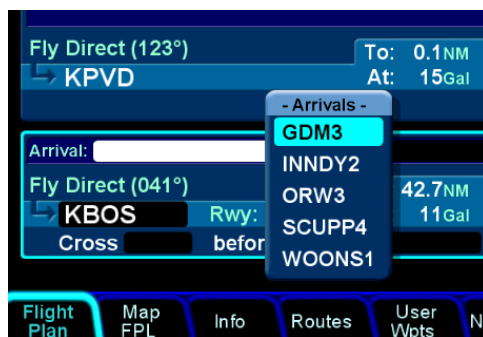 Fly Direct (123°)
To: 0.1NM
KPVD
At: 15Gal
- Arrivals -
GDM3
Arrival:
INNDY2
Fly Direct (041°)
ORW3
42.7NM
KBOS
Rwy:
SCUPP4
11Gal
Cross
befor
WOONS1
Flight Plan
Map FPL
Info
Routes
User Wpts
N